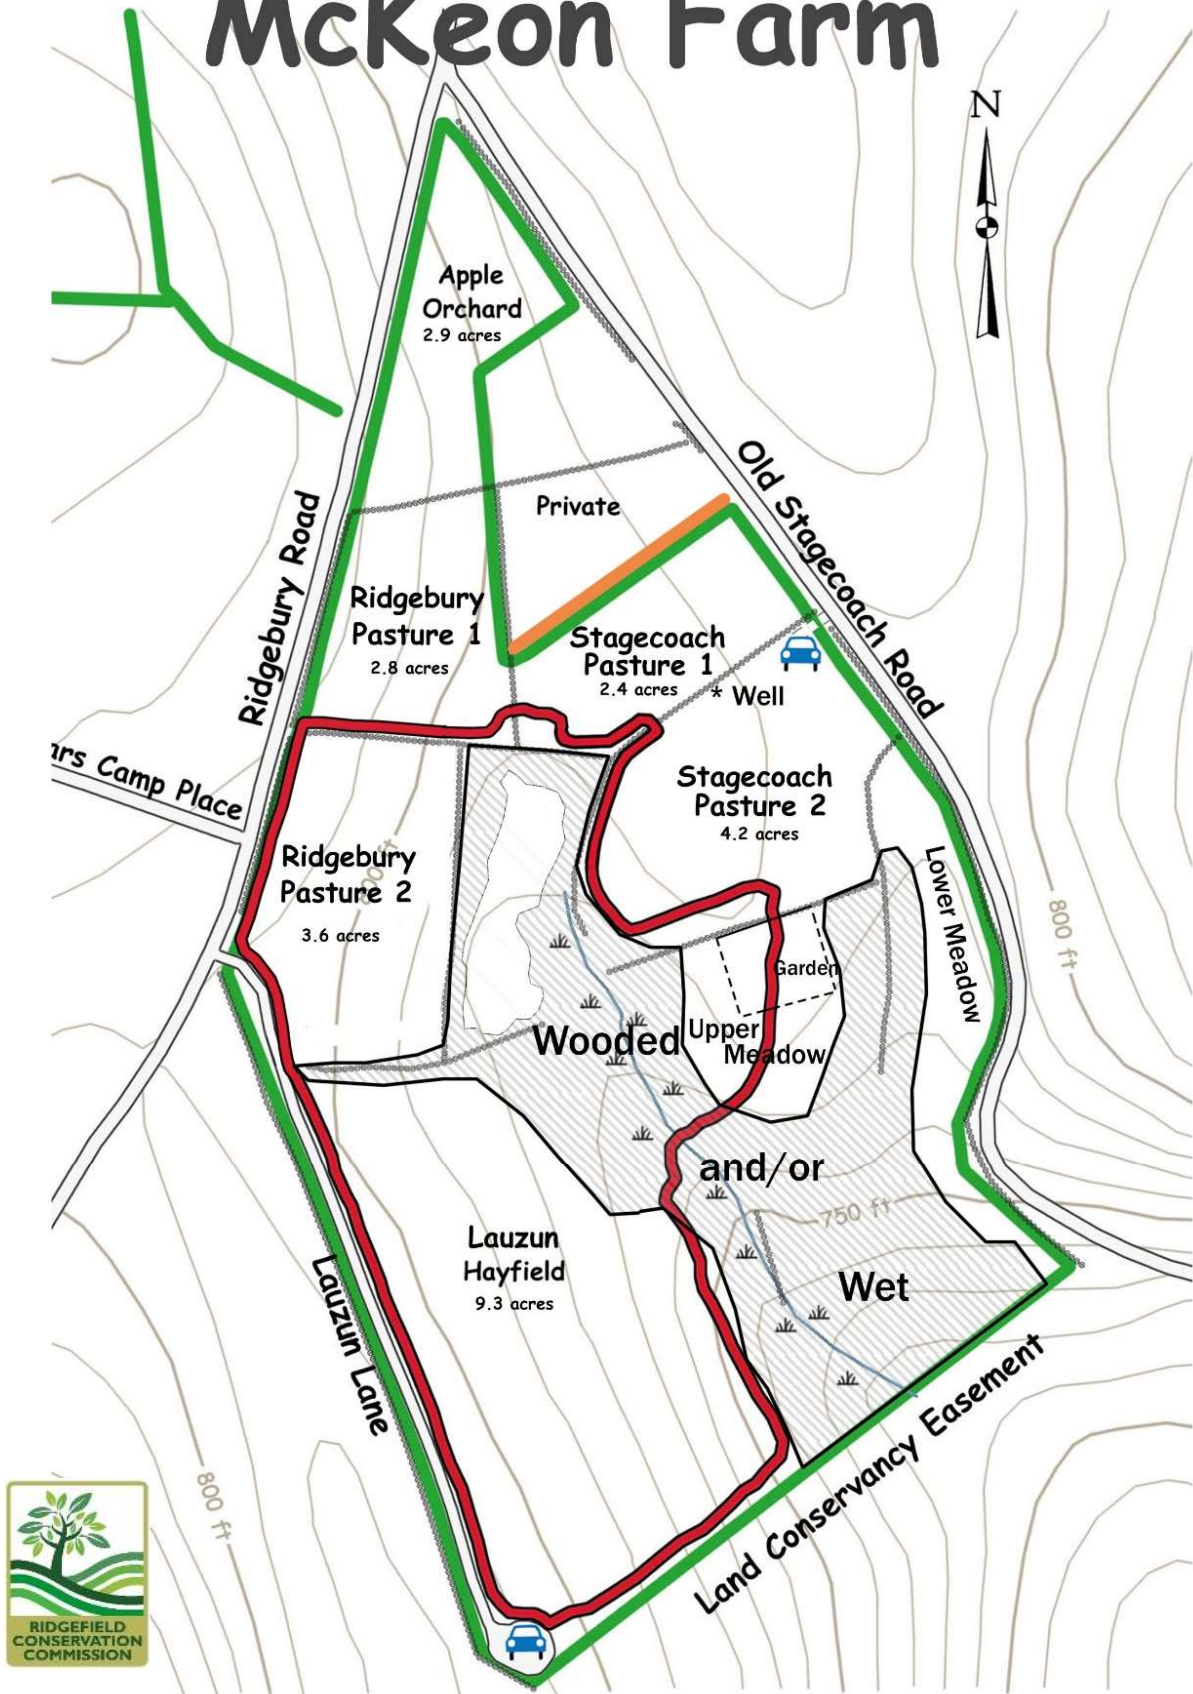 McKeon Farm
N
Apple
Orchard
2.9 acres
Old Stagecoach Road
Private
Ridgebury Road
Ridgebury
Pasture 1
2.8 acres
Stagecoach
Pasture 1
2.4 acres
* Well
ars Camp Place
Stagecoach
Pasture 2
4.2 acres
Ridgebury
Pasture 2
3.6 acres
Lower Meadow
800 ft
Garden
Wooded
Upper
Meadow
and/or
750 ft
Wet
Lauzun
Hayfield
9.3 acres
Lauzun Lane
Land Conservancy Easement
800 ft
RIDGEFIELD
CONSERVATION
COMMISSION